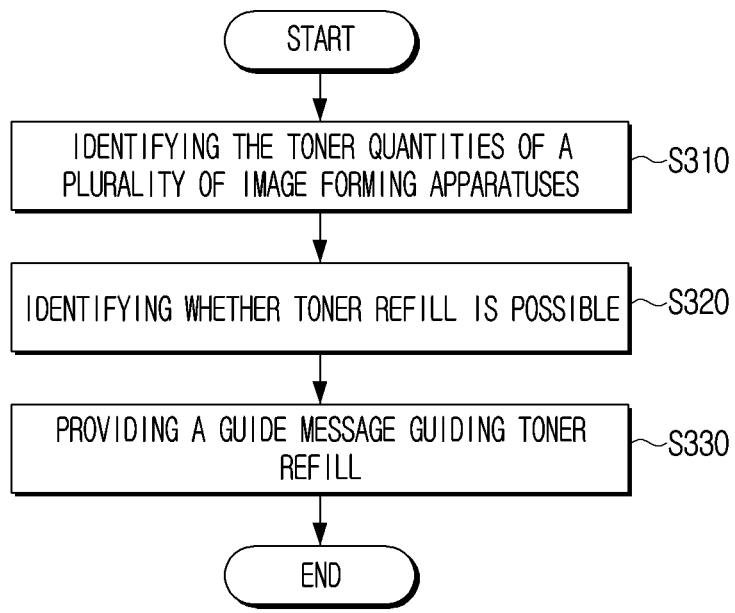 START
IDENTIFYING THE TONER QUANTITIES OF A
PLURALITY OF IMAGE FORMING APPARATUSES
S310
IDENTIFYING WHETHER TONER REFILL IS POSSIBLE
S320
PROVIDING A GUIDE MESSAGE GUIDING TONER
REFILL
S330
END